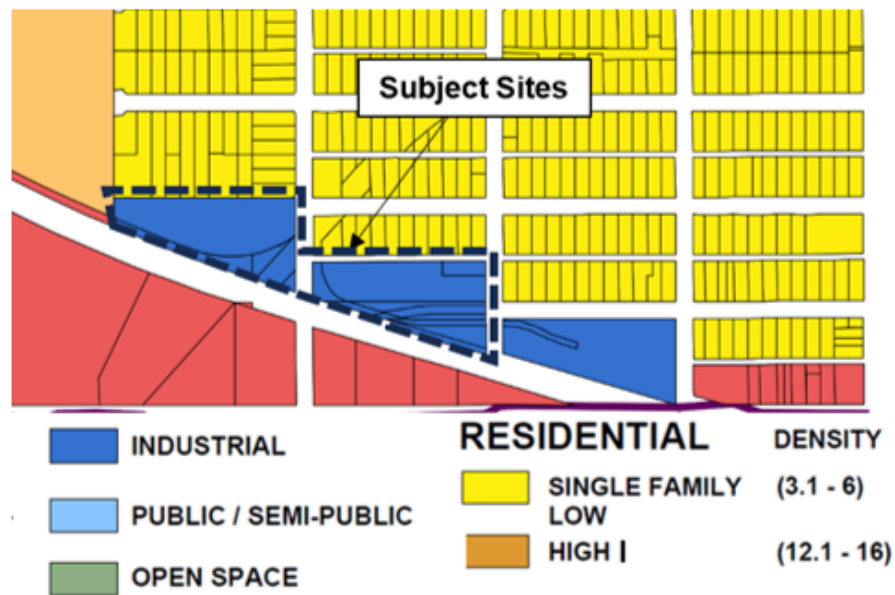 Subject Sites
INDUSTRIAL
PUBLIC / SEMI-PUBLIC
OPEN SPACE
RESIDENTIAL DENSITY
SINGLE FAMILY LOW (3.1 - 6)
HIGH I (12.1 - 16)